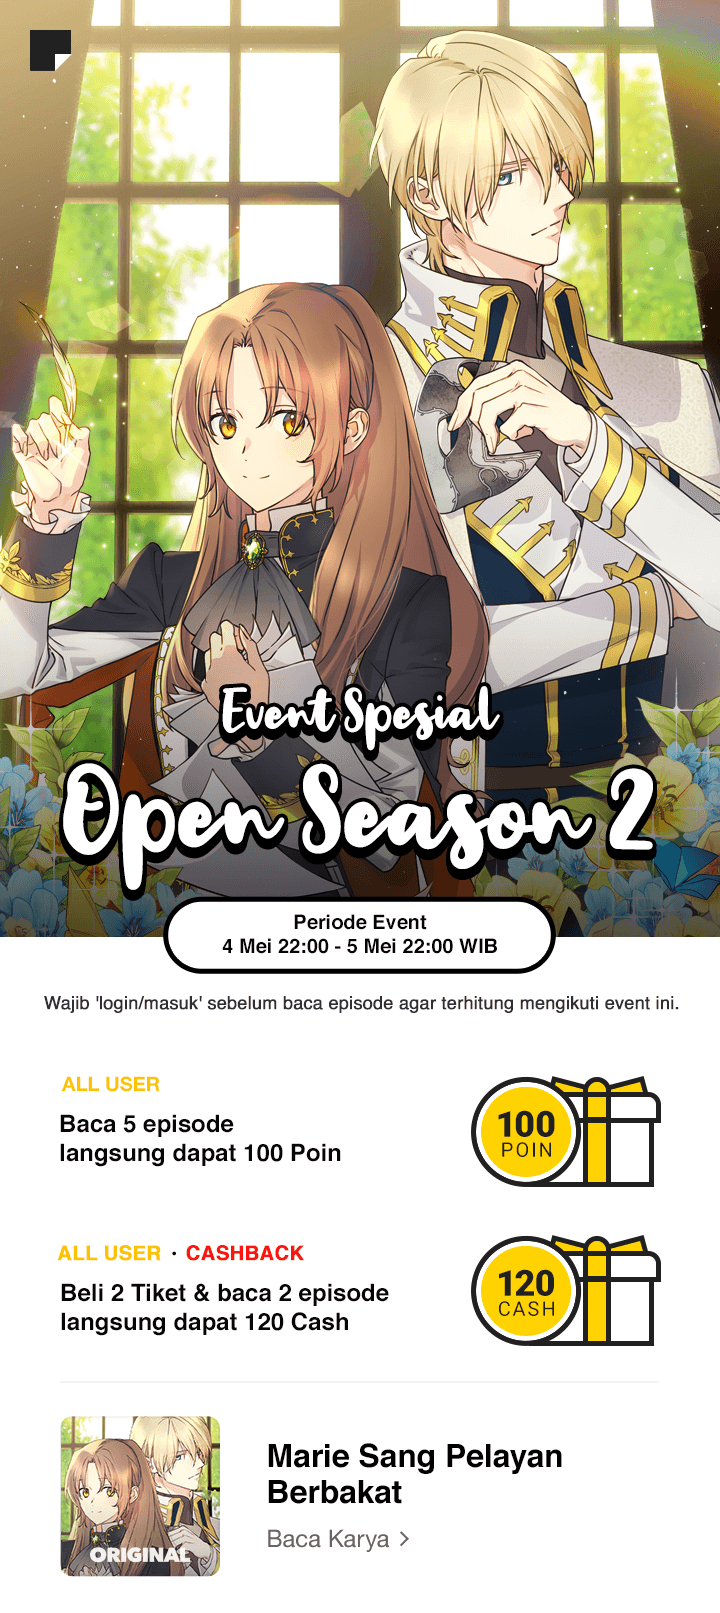 Event Spesial
Open Season 2
Periode Event
4 Mei 22:00 - 5 Mei 22:00 WIB
Wajib 'login/masuk' sebelum baca episode agar terhitung mengikuti event ini.
ALL USER
Baca 5 episode
langsung dapat 100 Poin
100
POIN
ALL USER · CASHBACK
Beli 2 Tiket & baca 2 episode
langsung dapat 120 Cash
120
CASH
ORIGINAL
Marie Sang Pelayan
Berbakat
Baca Karya >